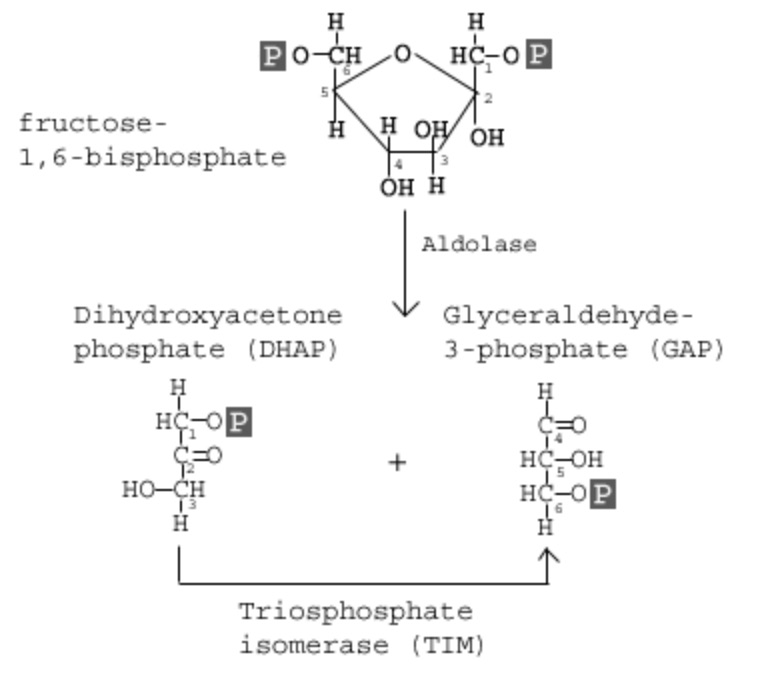 H H
P O CH O HC O P
6 1
5 2
fructose-
1,6-bisphosphate
H H OH OH
4 3
OH H
Aldolase
Dihydroxyacetone
phosphate (DHAP)
Glyceraldehyde-
3-phosphate (GAP)
H
HC-O P
1
C=O
2
HO-CH
3
H
+
H
C=O
4
HC-OH
5
HC-O P
6
H
Triosphosphate
isomerase (TIM)